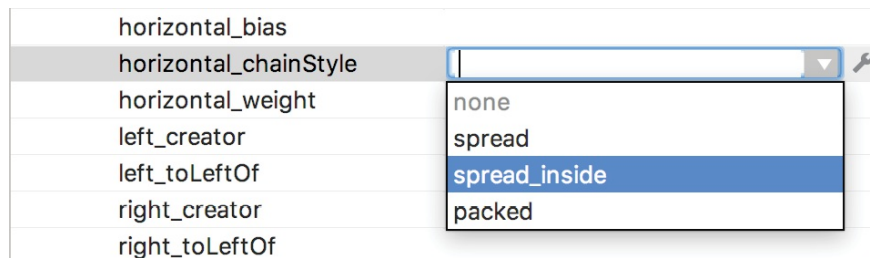 horizontal_bias
horizontal_chainStyle
horizontal_weight
none
left_creator
spread
left_toLeftOf
spread_inside
right_creator
packed
right_toLeftOf